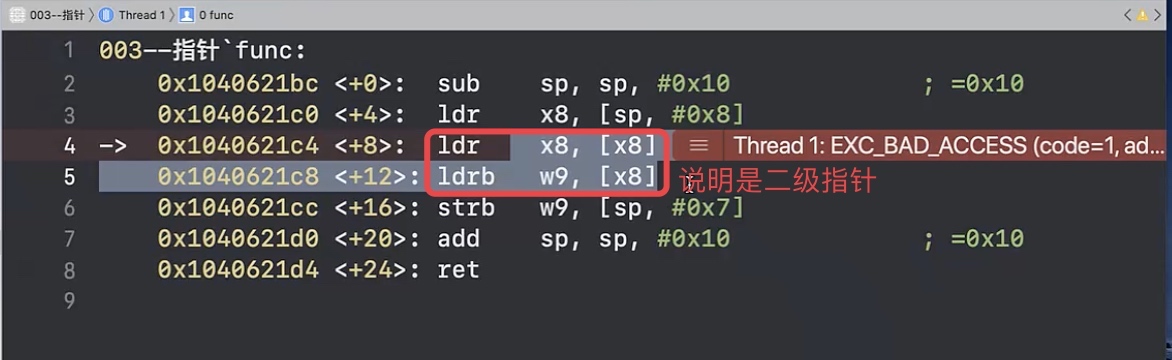 003--指针 〉 Thread 1 〉 0 func
1 003--指针`func:
2 0x1040621bc <+0>: sub sp, sp, #0x10 ; =0x10
3 0x1040621c0 <+4>: ldr x8, [sp, #0x8]
4 -> 0x1040621c4 <+8>: ldr x8, [x8] Thread 1: EXC_BAD_ACCESS (code=1, ad...
5 0x1040621c8 <+12>: ldrb w9, [x8] 说明是二级指针
6 0x1040621cc <+16>: strb w9, [sp, #0x7]
7 0x1040621d0 <+20>: add sp, sp, #0x10 ; =0x10
8 0x1040621d4 <+24>: ret
9